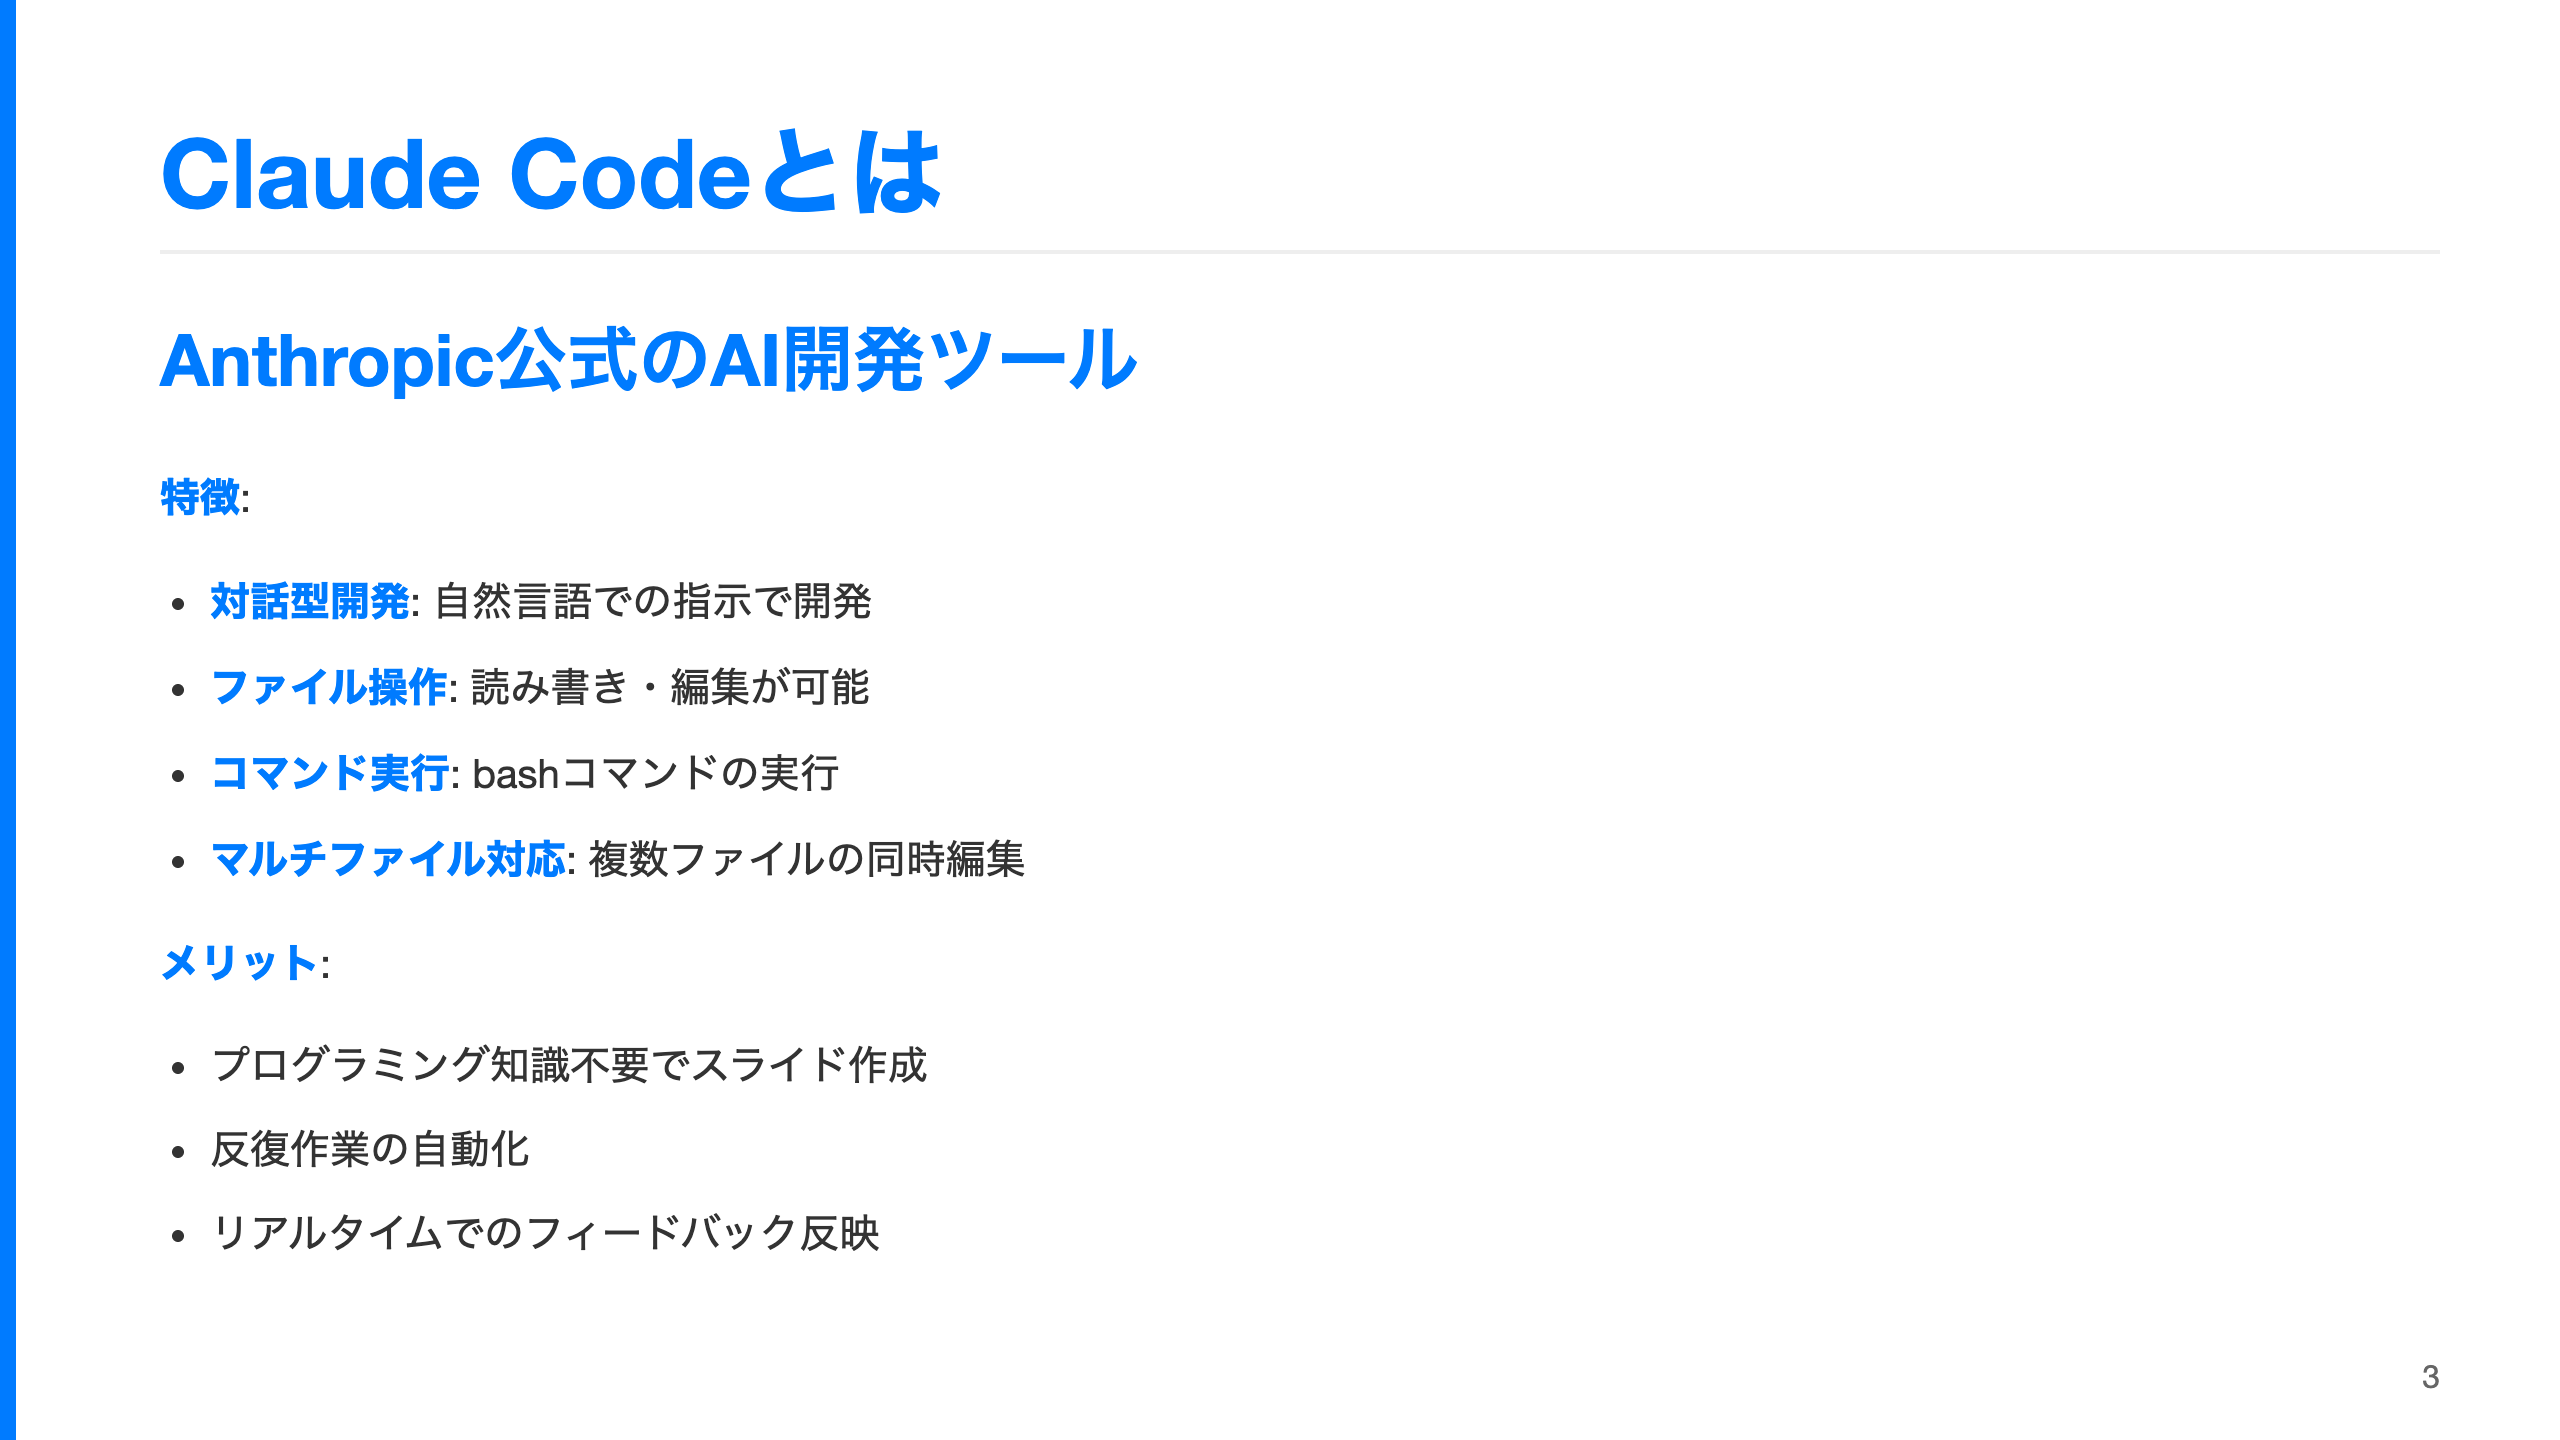 Claude Codeとは
Anthropic公式のAI開発ツール
特徴:
• 対話型開発: 自然言語での指示で開発
• ファイル操作: 読み書き・編集が可能
• コマンド実行: bashコマンドの実行
• マルチファイル対応: 複数ファイルの同時編集
メリット:
• プログラミング知識不要でスライド作成
• 反復作業の自動化
• リアルタイムでのフィードバック反映
3